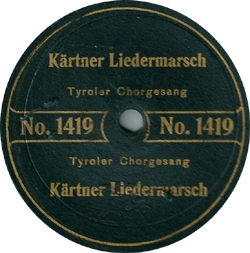 Kärtner Liedermarsch
Tyroler Chorgesang
No. 1419 No. 1419
Tyroler Chorgesang
Kärtner Liedermarsch